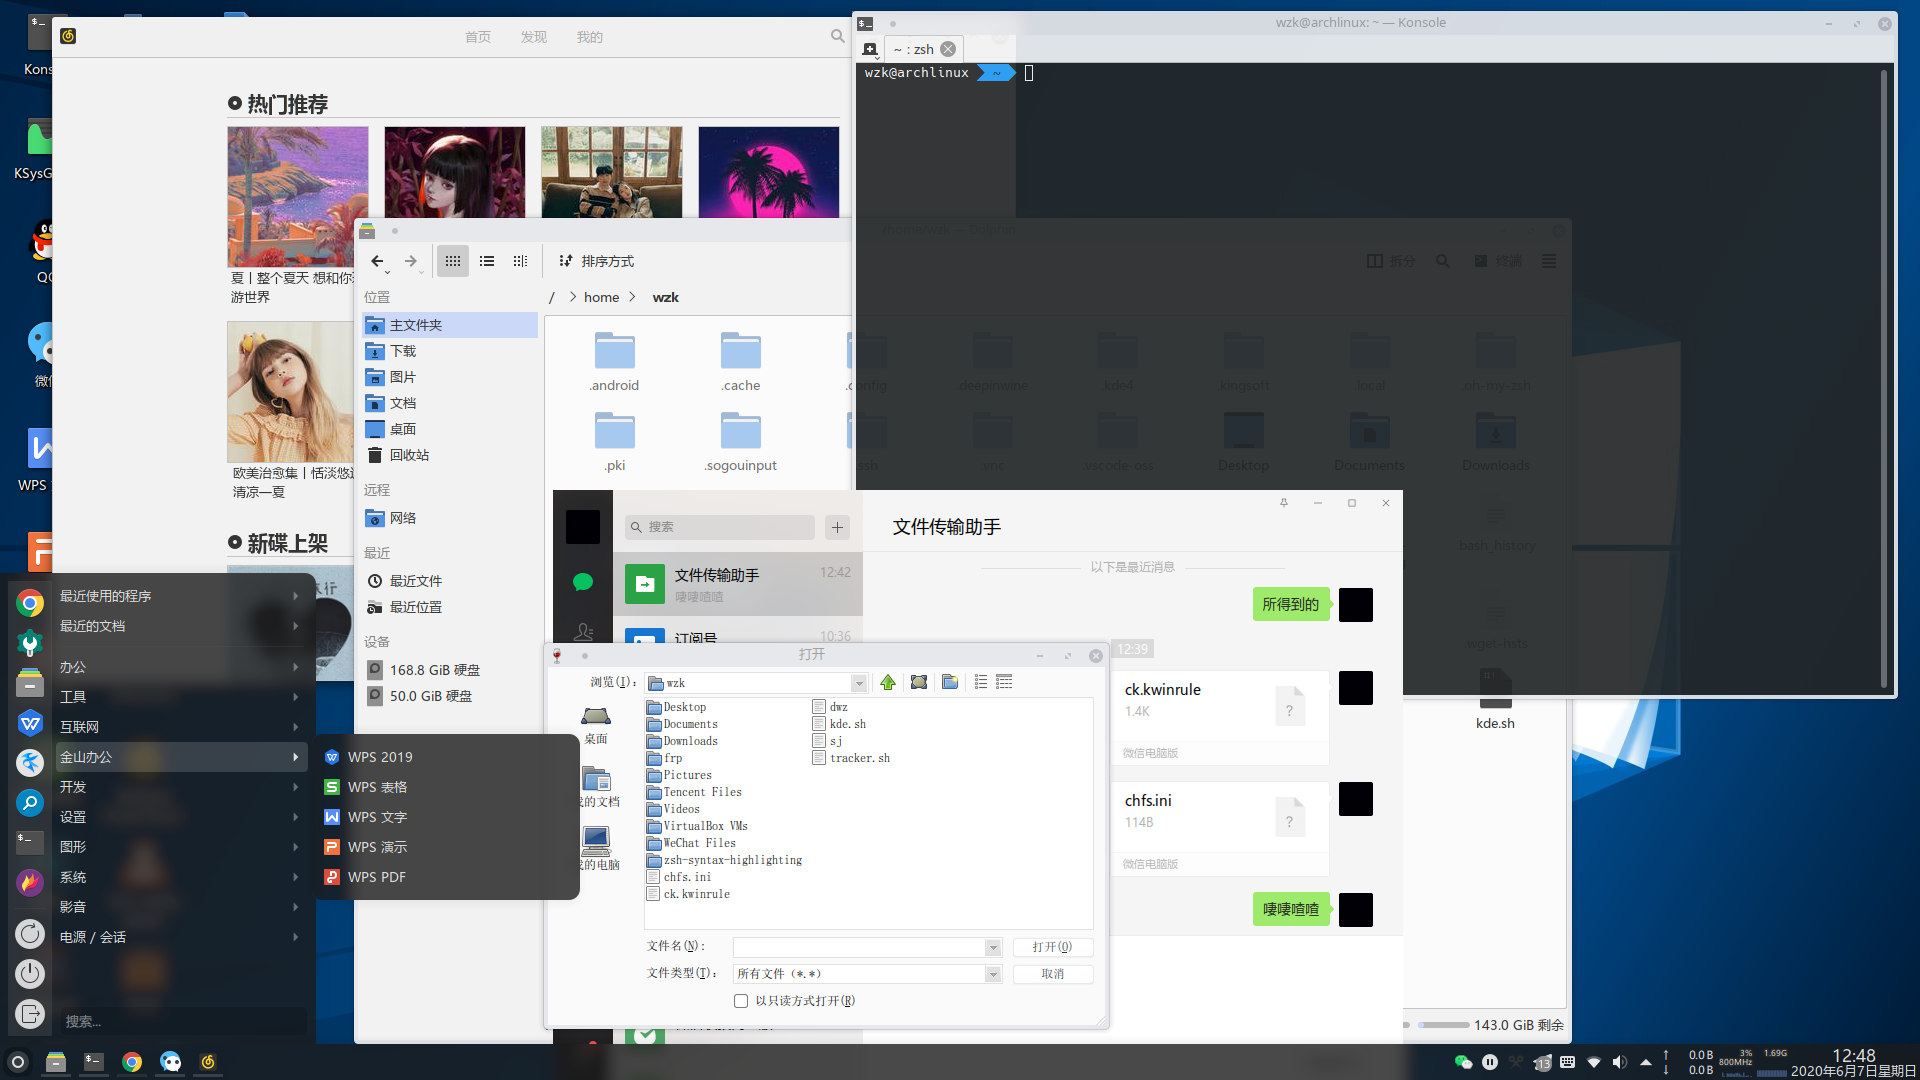 wzk@archlinux: ~ — Konsole
~ : zsh
wzk@archlinux ~
首页 发现 我的
热门推荐
夏丨整个夏天 想和你
游世界
欧美治愈集丨恬淡悠
清凉一夏
新碟上架
KSysG
QQ
WPS
排序方式
拆分
终端
/ > home > wzk
位置
主文件夹
下载
图片
文档
桌面
回收站
远程
网络
最近
最近文件
最近位置
设备
168.8 GiB 硬盘
50.0 GiB 硬盘
.android
.cache
.config
.deepinwine
.kde4
.kingsoft
.local
.oh-my-zsh
.pki
.sogouinput
.ssh
.vnc
.vscode-oss
Desktop
Documents
Downloads
.bash_history
.wget-hsts
kde.sh
143.0 GiB 剩余
搜索
文件传输助手
12:42
嘍嘍喳喳
订阅号
10:36
文件传输助手
以下是最近消息
所得到的
12:39
ck.kwinrule
1.4K
微信电脑版
chfs.ini
114B
微信电脑版
打开
浏览(I):
wzk
桌面
我的文档
我的电脑
Desktop
Documents
Downloads
frp
Pictures
Tencent Files
Videos
VirtualBox VMs
WeChat Files
zsh-syntax-highlighting
chfs.ini
ck.kwinrule
dwz
kde.sh
sj
tracker.sh
文件名(N):
打开(O)
文件类型(T):
所有文件 (*.*)
取消
以只读方式打开(R)
最近使用的程序
最近的文档
办公
工具
互联网
金山办公
开发
设置
图形
系统
影音
电源 / 会话
搜索...
WPS 2019
WPS 表格
WPS 文字
WPS 演示
WPS PDF
13
0.0 B
0.0 B
3%
800MHz
1.69G
12:48
2020年6月7日星期日